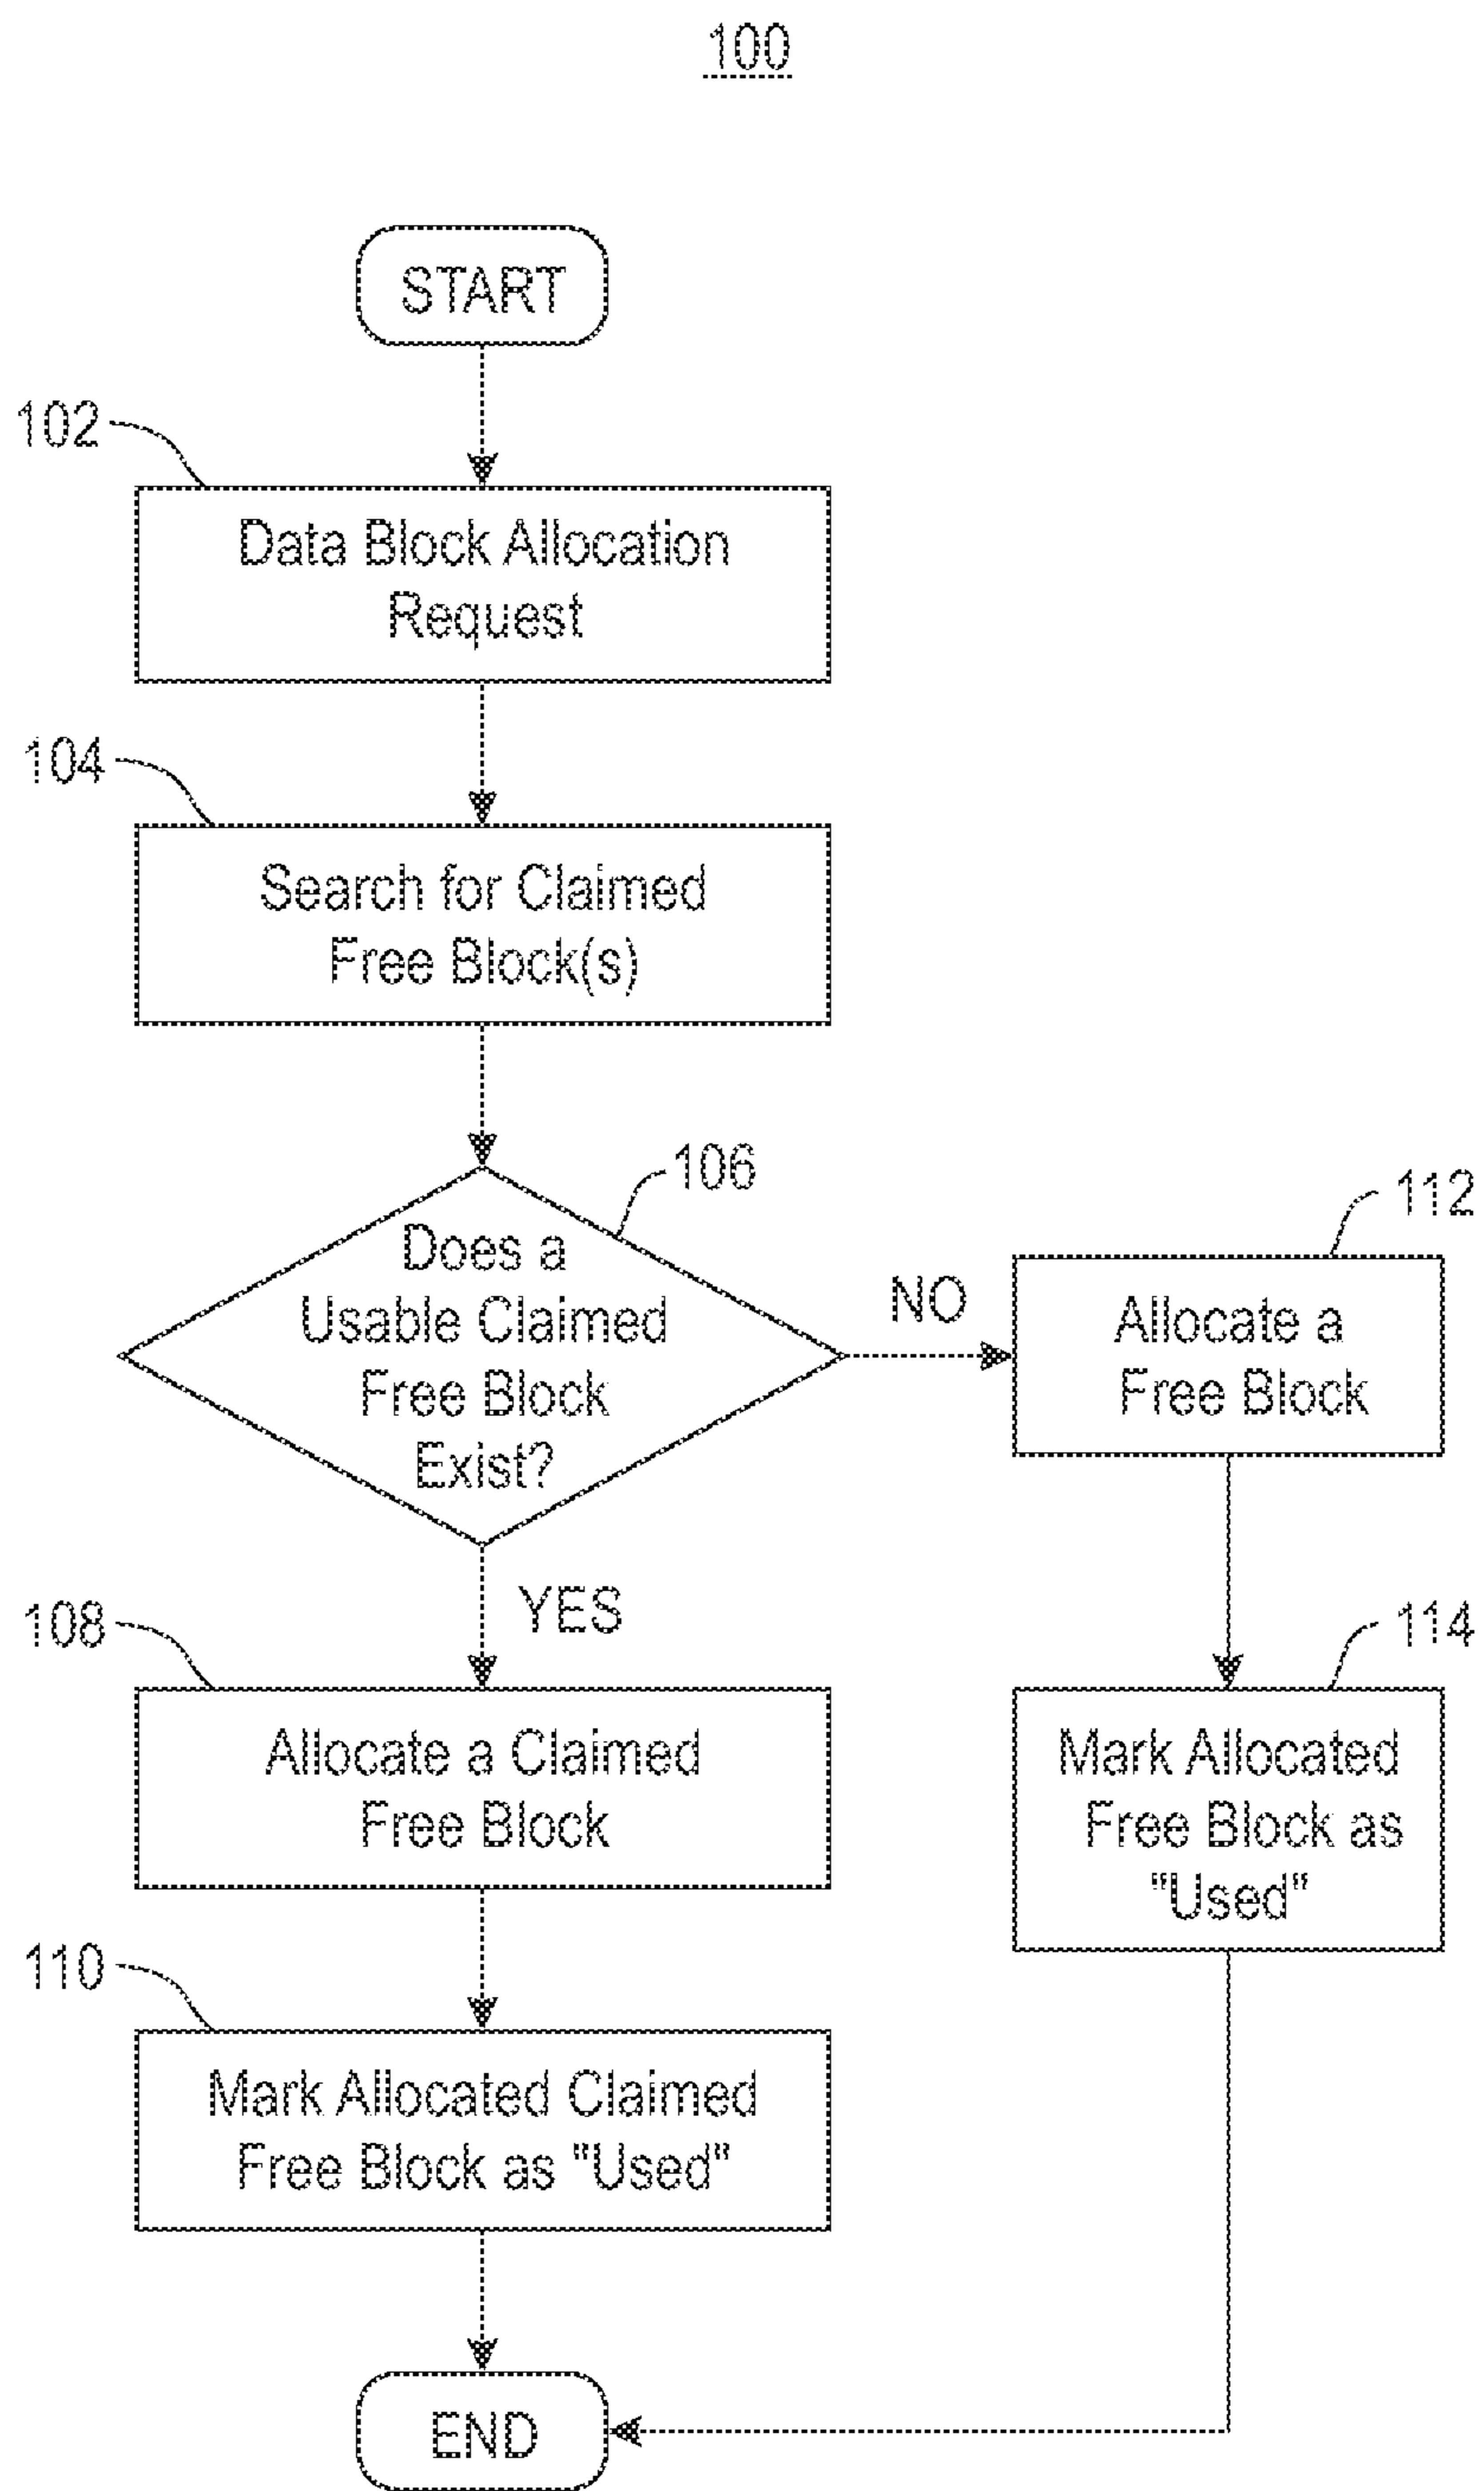 100
START
102
Data Block Allocation
Request
104
Search for Claimed
Free Block(s)
106
Does a
Usable Claimed
Free Block
Exist?
NO
112
Allocate a
Free Block
YES
108
Allocate a Claimed
Free Block
114
Mark Allocated
Free Block as
"Used"
110
Mark Allocated Claimed
Free Block as "Used"
END